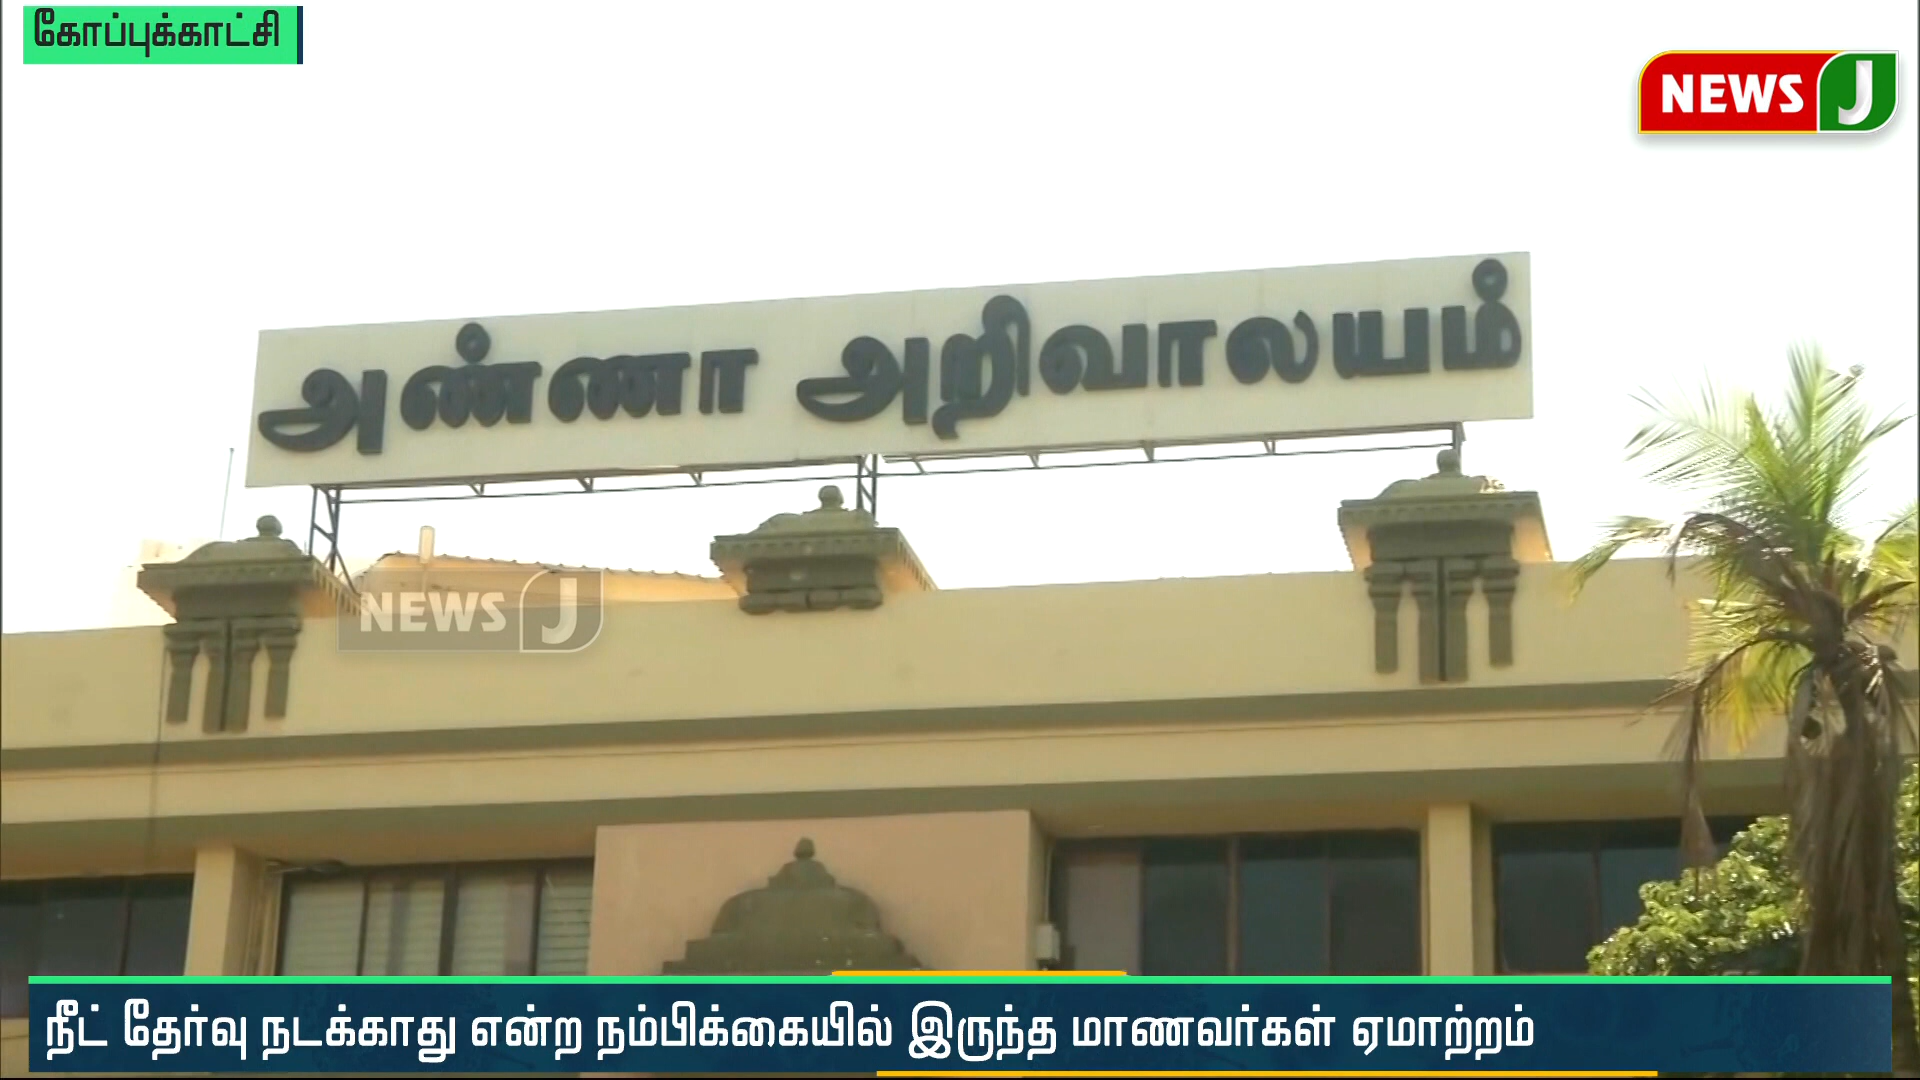 கோப்புக்காட்சி
NEWS J
அண்ணா அறிவாலயம்
NEWS J
நீட் தேர்வு நடக்காது என்ற நம்பிக்கையில் இருந்த மாணவர்கள் ஏமாற்றம்